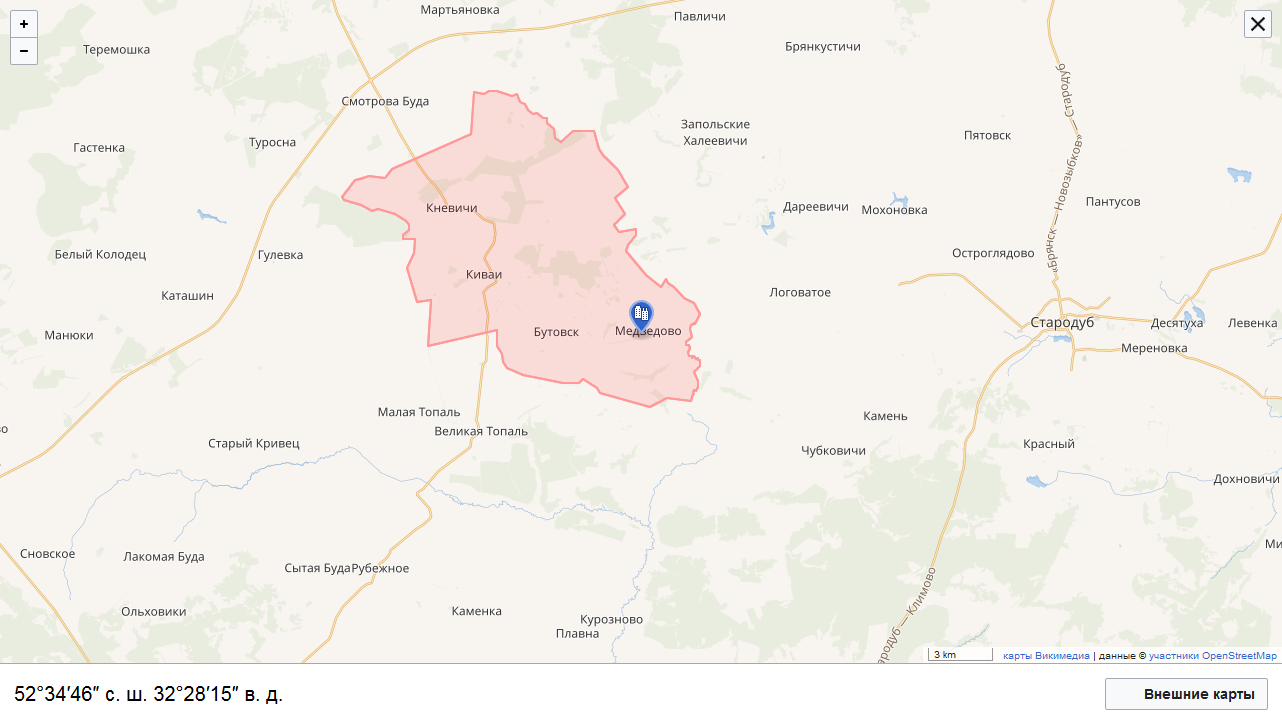 +
−
Мартьяновка
Павличи
Теремошка
Брянкустичи
Смотрова Буда
Запольские
Халеевичи
Пятовск
Туросна
Гастенка
«Брянск — Новозыбков» — Стародуб
Пантусов
Кневичи
Дареевичи
Мохоновка
Белый Колодец
Гулевка
Остроглядово
Киваи
Каташин
Логоватое
Манюки
Бутовск
Медведово
Стародуб
Десятуха
Левенка
Мереновка
Малая Топаль
Камень
Великая Топаль
Старый Кривец
Чубковичи
Красный
Дохновичи
Сновское
Лакомая Буда
Сытая Буда
Рубежное
Ми
Ольховики
Каменка
Курозново
Плавна
ародуб — Климово
3 km
карты Викимедиа | данные © участники OpenStreetMap
52°34′46″ с. ш. 32°28′15″ в. д.
Внешние карты